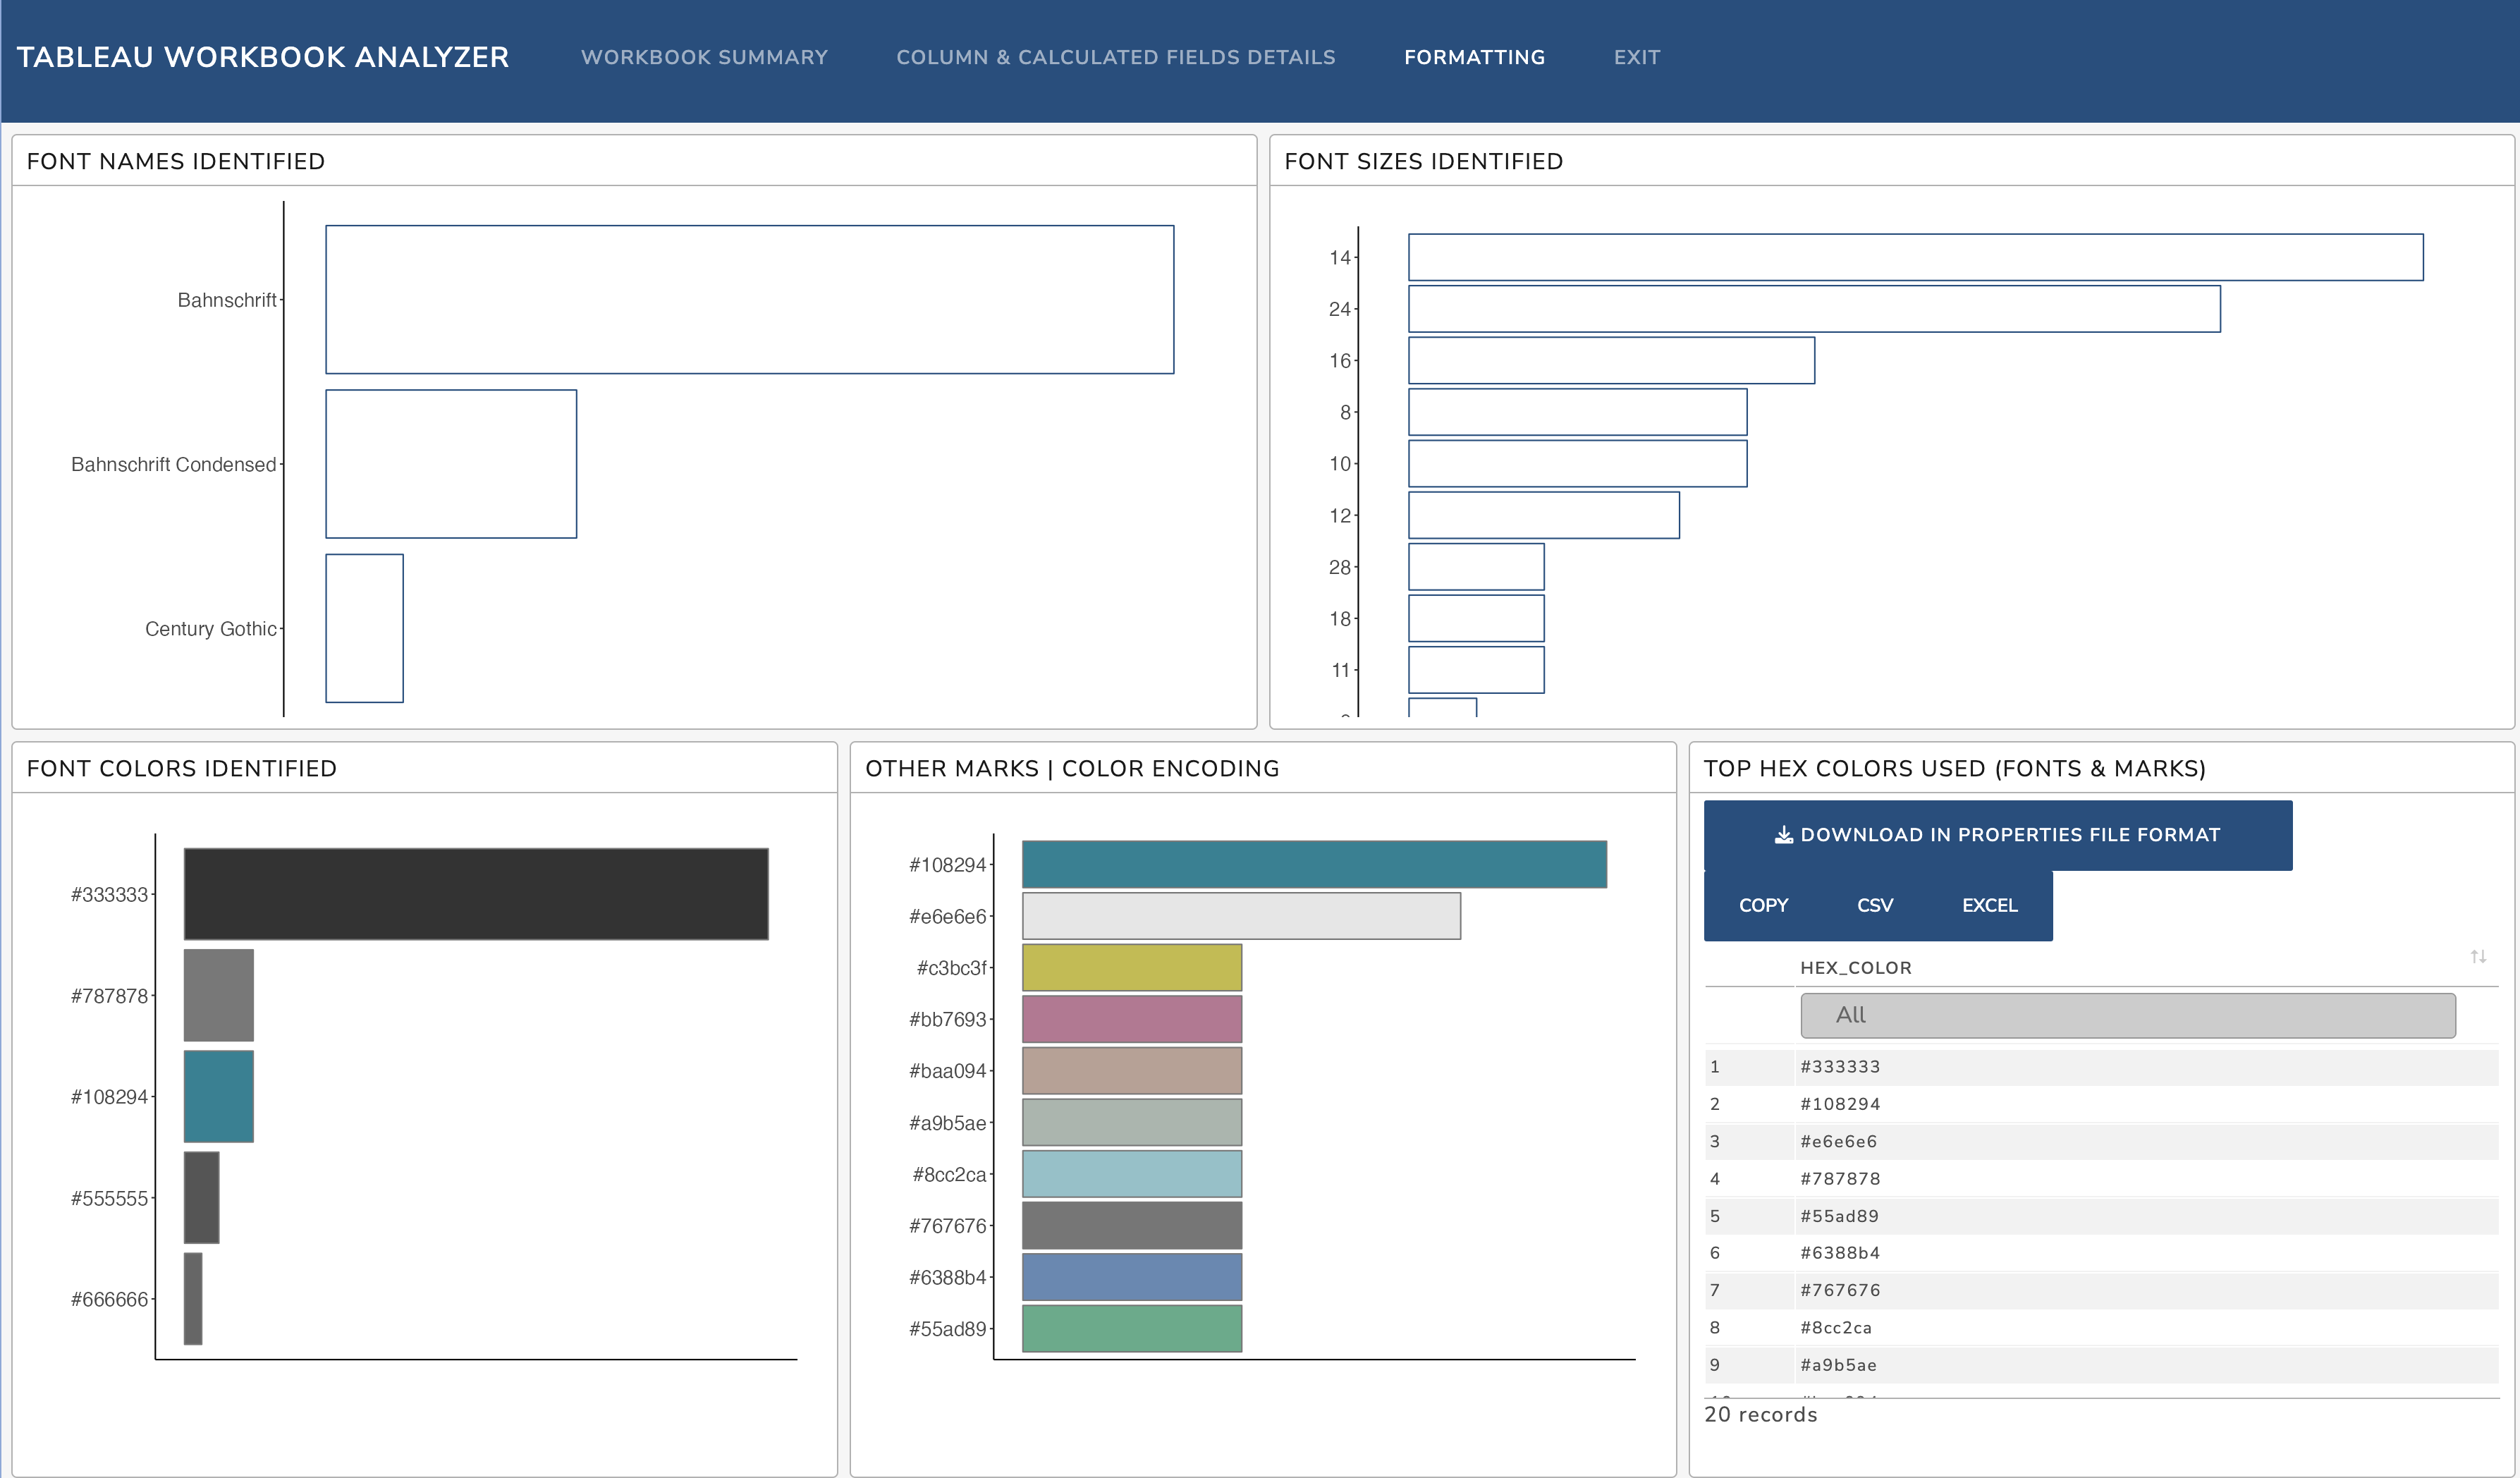 TABLEAU WORKBOOK ANALYZER WORKBOOK SUMMARY COLUMN & CALCULATED FIELDS DETAILS FORMATTING EXIT
FONT NAMES IDENTIFIED
Bahnschrift
Bahnschrift Condensed
Century Gothic
FONT SIZES IDENTIFIED
14
24
16
8
10
12
28
18
11
FONT COLORS IDENTIFIED
#333333
#787878
#108294
#555555
#666666
OTHER MARKS | COLOR ENCODING
#108294
#e6e6e6
#c3bc3f
#bb7693
#baa094
#a9b5ae
#8cc2ca
#767676
#6388b4
#55ad89
TOP HEX COLORS USED (FONTS & MARKS)
DOWNLOAD IN PROPERTIES FILE FORMAT
COPY CSV EXCEL
HEX_COLOR
All
1 #333333
2 #108294
3 #e6e6e6
4 #787878
5 #55ad89
6 #6388b4
7 #767676
8 #8cc2ca
9 #a9b5ae
20 records